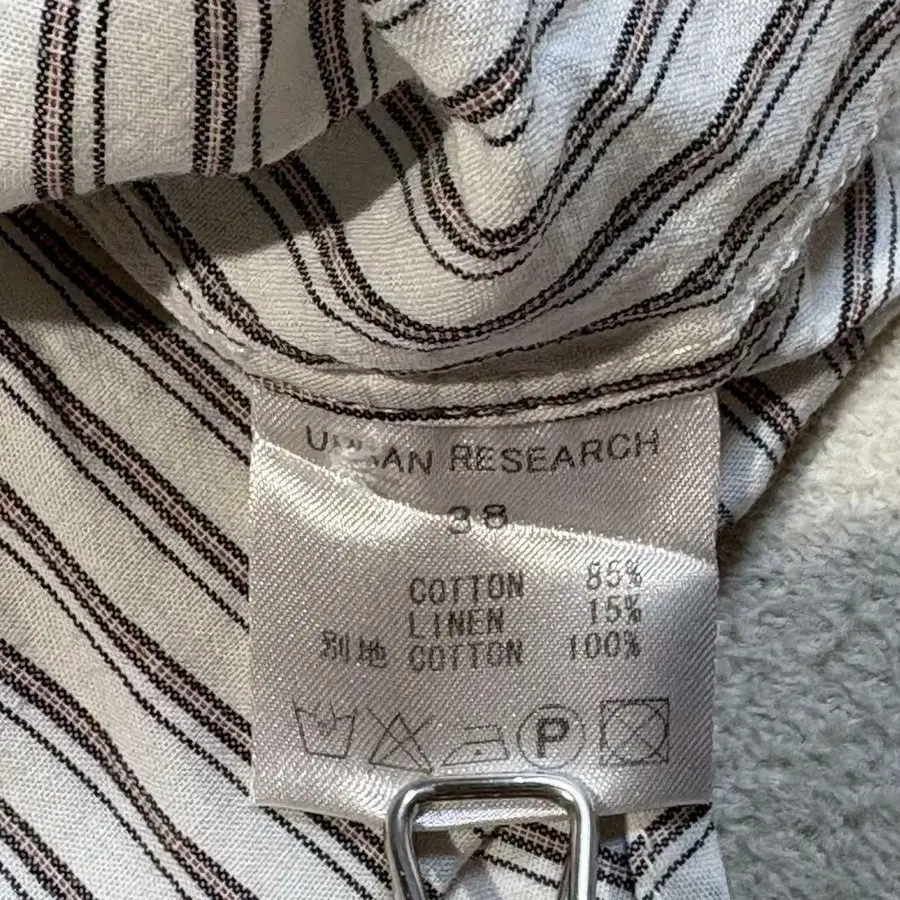 URBAN RESEARCH
38
COTTON 85%
LINEN 15%
別地 COTTON 100%
P